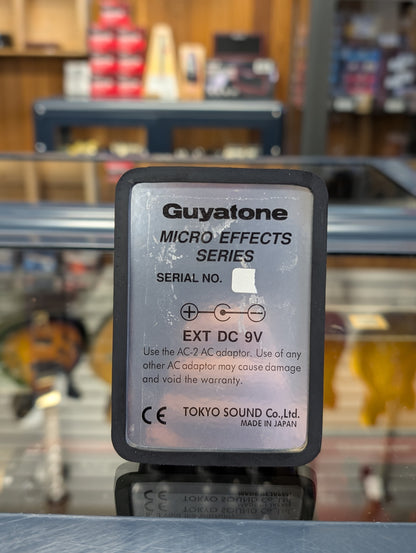 Guyatone
MICRO EFFECTS
SERIES
SERIAL NO.
+ -
EXT DC 9V
Use the AC-2 AC adaptor. Use of any
other AC adaptor may cause damage
and void the warranty.
CE TOKYO SOUND Co.,Ltd.
MADE IN JAPAN